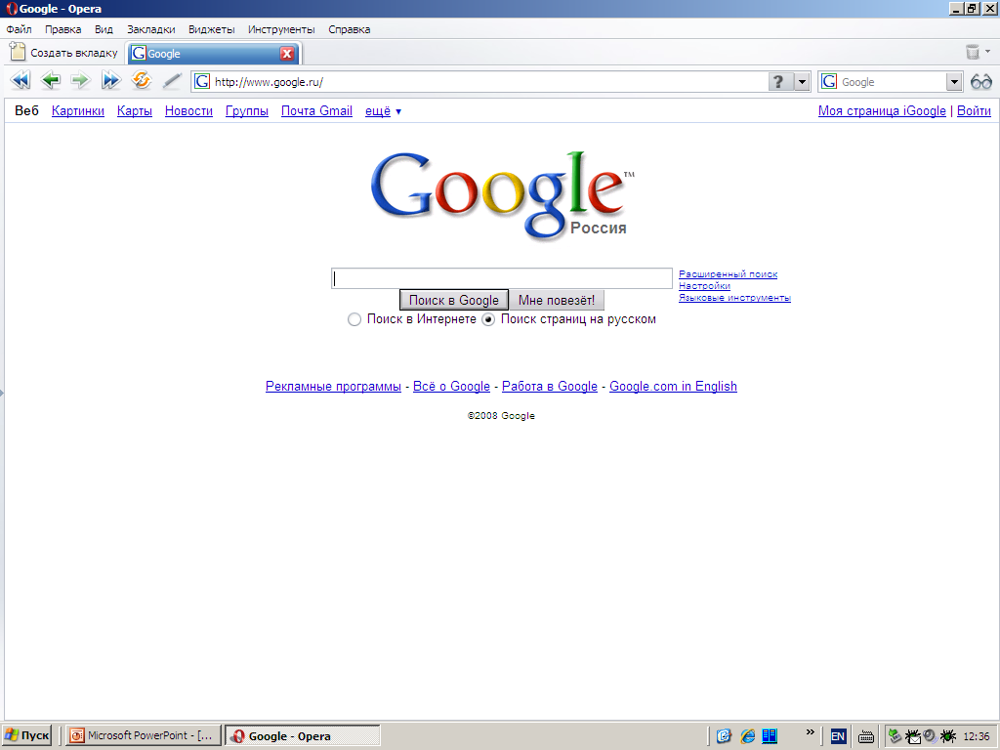 Google - Opera
Файл Правка Вид Закладки Виджеты Инструменты Справка
Создать вкладку Google
http://www.google.ru/ ? Google
Веб Картинки Карты Новости Группы Почта Gmail ещё ▼ Моя страница iGoogle | Войти
Google™
Россия
Расширенный поиск
Настройки
Языковые инструменты
Поиск в Google Мне повезёт!
Поиск в Интернете Поиск страниц на русском
Рекламные программы - Всё о Google - Работа в Google - Google.com in English
©2008 Google
Пуск Microsoft PowerPoint - [... Google - Opera » EN 12:36